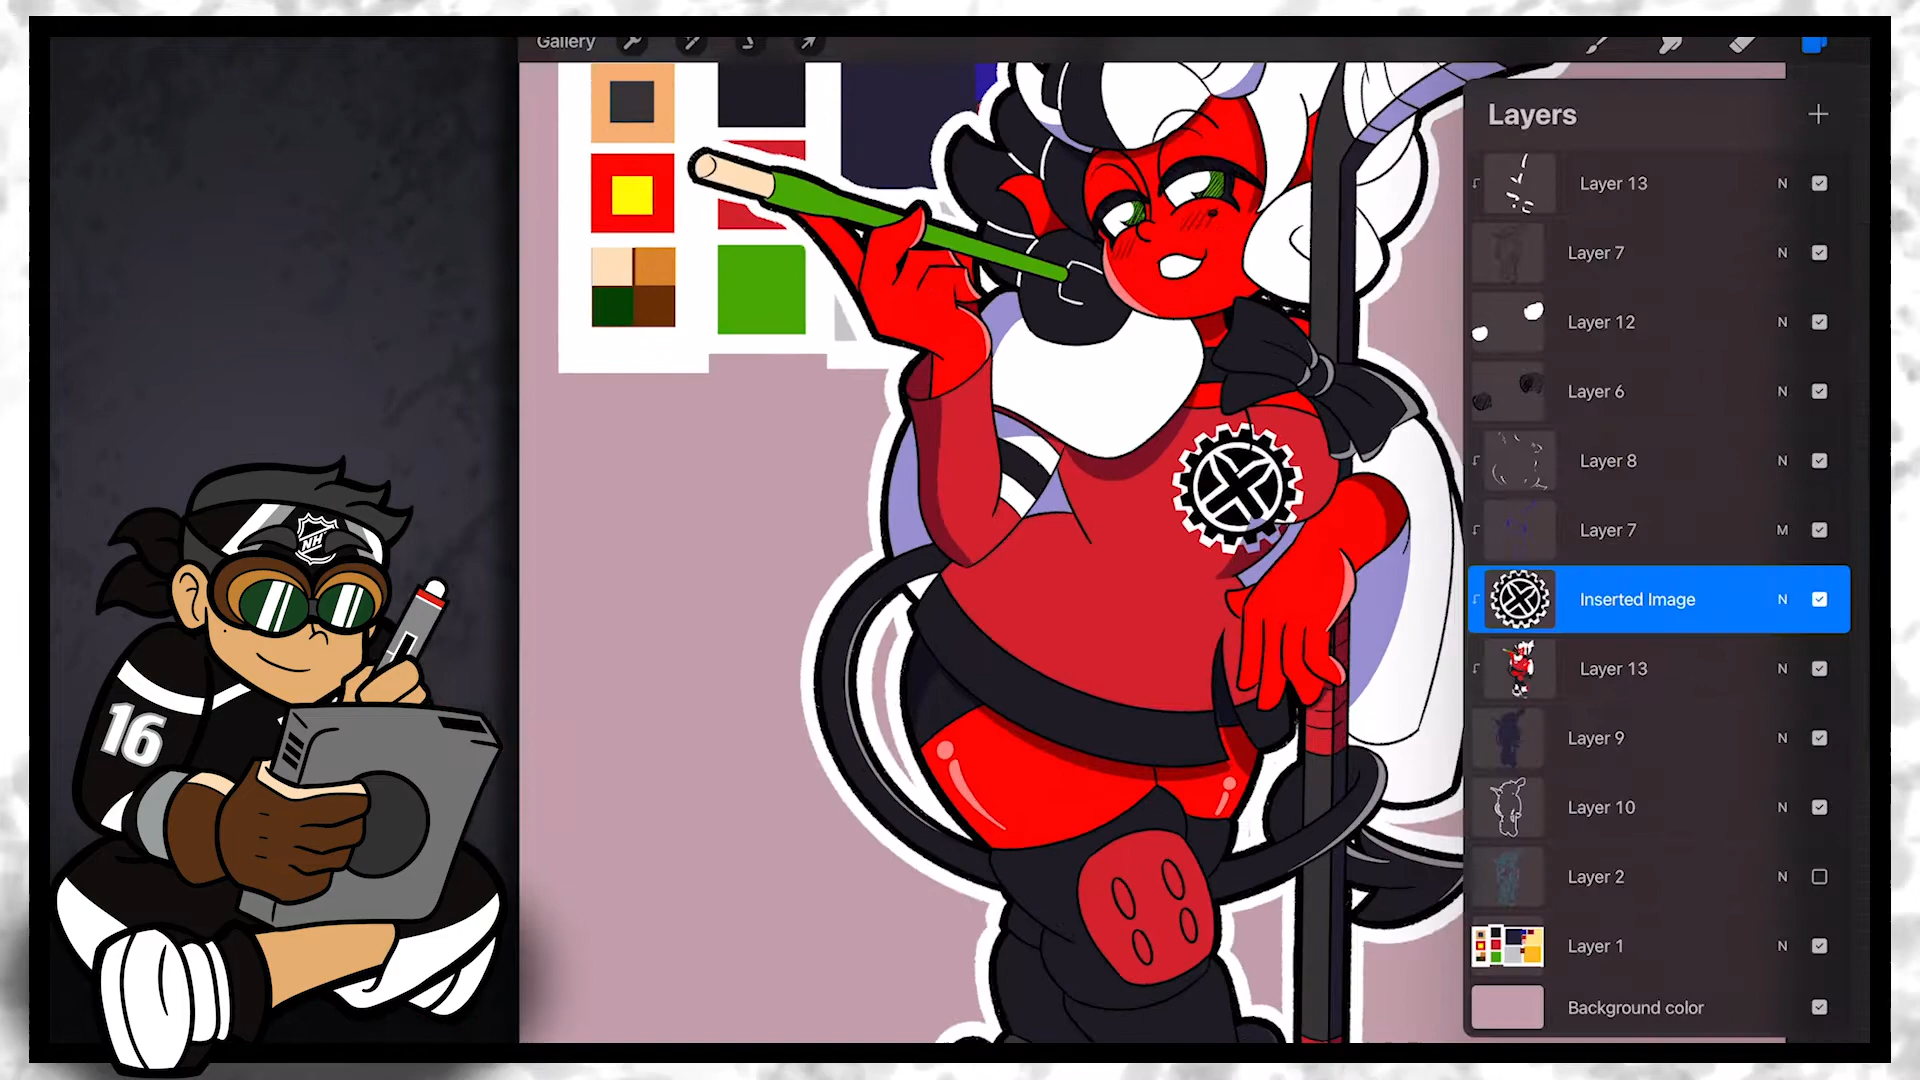 Gallery
Layers
Layer 13 N
Layer 7 N
Layer 12 N
Layer 6 N
Layer 8 N
Layer 7 M
Inserted Image N
Layer 13 N
Layer 9 N
Layer 10 N
Layer 2 N
Layer 1 N
Background color
NH
16